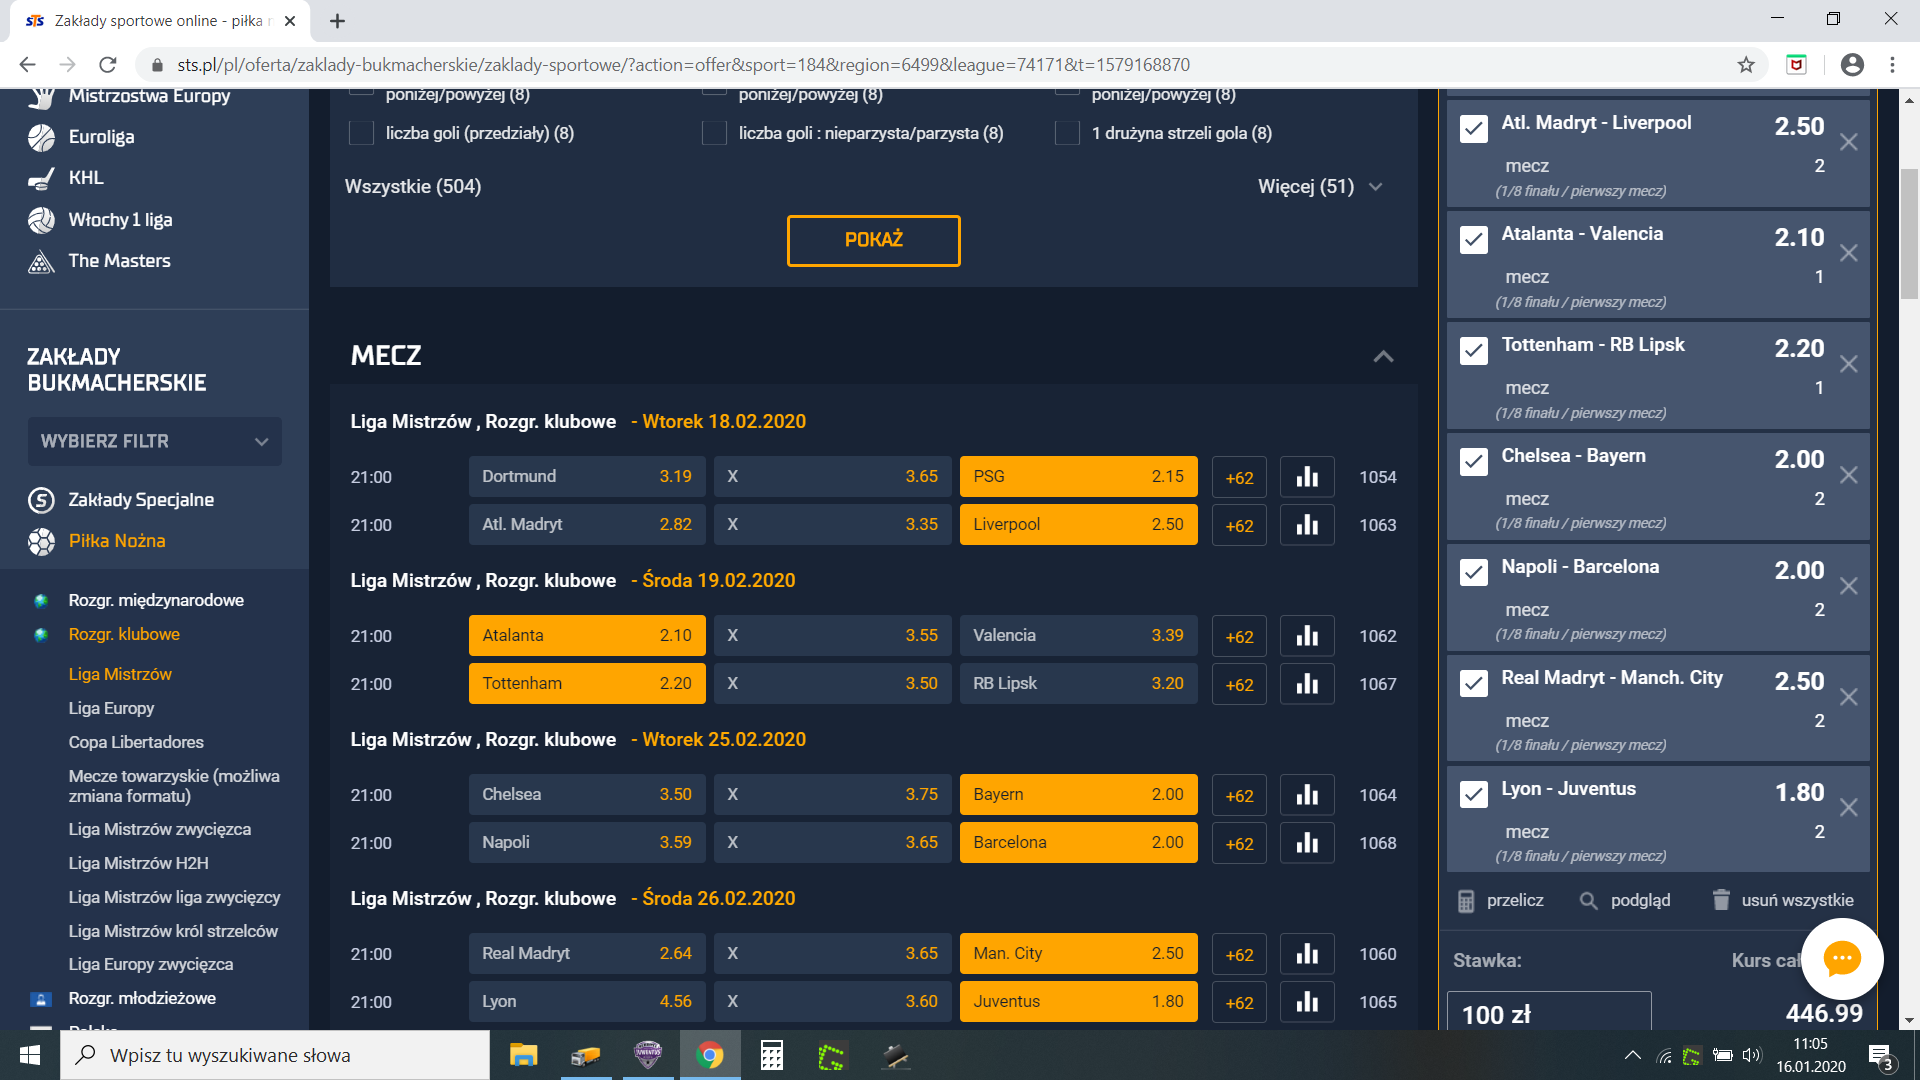 STS Zakłady sportowe online - piłka n
sts.pl/pl/oferta/zaklady-bukmacherskie/zaklady-sportowe/?action=offer&sport=184&region=6499&league=74171&t=1579168870
Mistrzostwa Europy
Euroliga
KHL
Włochy 1 liga
The Masters
ZAKŁADY
BUKMACHERSKIE
WYBIERZ FILTR
Zakłady Specjalne
Piłka Nożna
Rozgr. międzynarodowe
Rozgr. klubowe
Liga Mistrzów
Liga Europy
Copa Libertadores
Mecze towarzyskie (możliwa
zmiana formatu)
Liga Mistrzów zwycięzca
Liga Mistrzów H2H
Liga Mistrzów liga zwycięzcy
Liga Mistrzów król strzelców
Liga Europy zwycięzca
Rozgr. młodzieżowe
Polska
poniżej/powyżej (8) poniżej/powyżej (8) poniżej/powyżej (8)
liczba goli (przedziały) (8) liczba goli : nieparzysta/parzysta (8) 1 drużyna strzeli gola (8)
Wszystkie (504) Więcej (51)
POKAŻ
MECZ
Liga Mistrzów , Rozgr. klubowe - Wtorek 18.02.2020
21:00 Dortmund 3.19 X 3.65 PSG 2.15 +62 1054
21:00 Atl. Madryt 2.82 X 3.35 Liverpool 2.50 +62 1063
Liga Mistrzów , Rozgr. klubowe - Środa 19.02.2020
21:00 Atalanta 2.10 X 3.55 Valencia 3.39 +62 1062
21:00 Tottenham 2.20 X 3.50 RB Lipsk 3.20 +62 1067
Liga Mistrzów , Rozgr. klubowe - Wtorek 25.02.2020
21:00 Chelsea 3.50 X 3.75 Bayern 2.00 +62 1064
21:00 Napoli 3.59 X 3.65 Barcelona 2.00 +62 1068
Liga Mistrzów , Rozgr. klubowe - Środa 26.02.2020
21:00 Real Madryt 2.64 X 3.65 Man. City 2.50 +62 1060
21:00 Lyon 4.56 X 3.60 Juventus 1.80 +62 1065
Atl. Madryt - Liverpool 2.50
mecz 2
(1/8 finału / pierwszy mecz)
Atalanta - Valencia 2.10
mecz 1
(1/8 finału / pierwszy mecz)
Tottenham - RB Lipsk 2.20
mecz 1
(1/8 finału / pierwszy mecz)
Chelsea - Bayern 2.00
mecz 2
(1/8 finału / pierwszy mecz)
Napoli - Barcelona 2.00
mecz 2
(1/8 finału / pierwszy mecz)
Real Madryt - Manch. City 2.50
mecz 2
(1/8 finału / pierwszy mecz)
Lyon - Juventus 1.80
mecz 2
(1/8 finału / pierwszy mecz)
przelicz podgląd usuń wszystkie
Stawka: Kurs cał
100 zł 446.99
Wpisz tu wyszukiwane słowa
11:05
16.01.2020
3